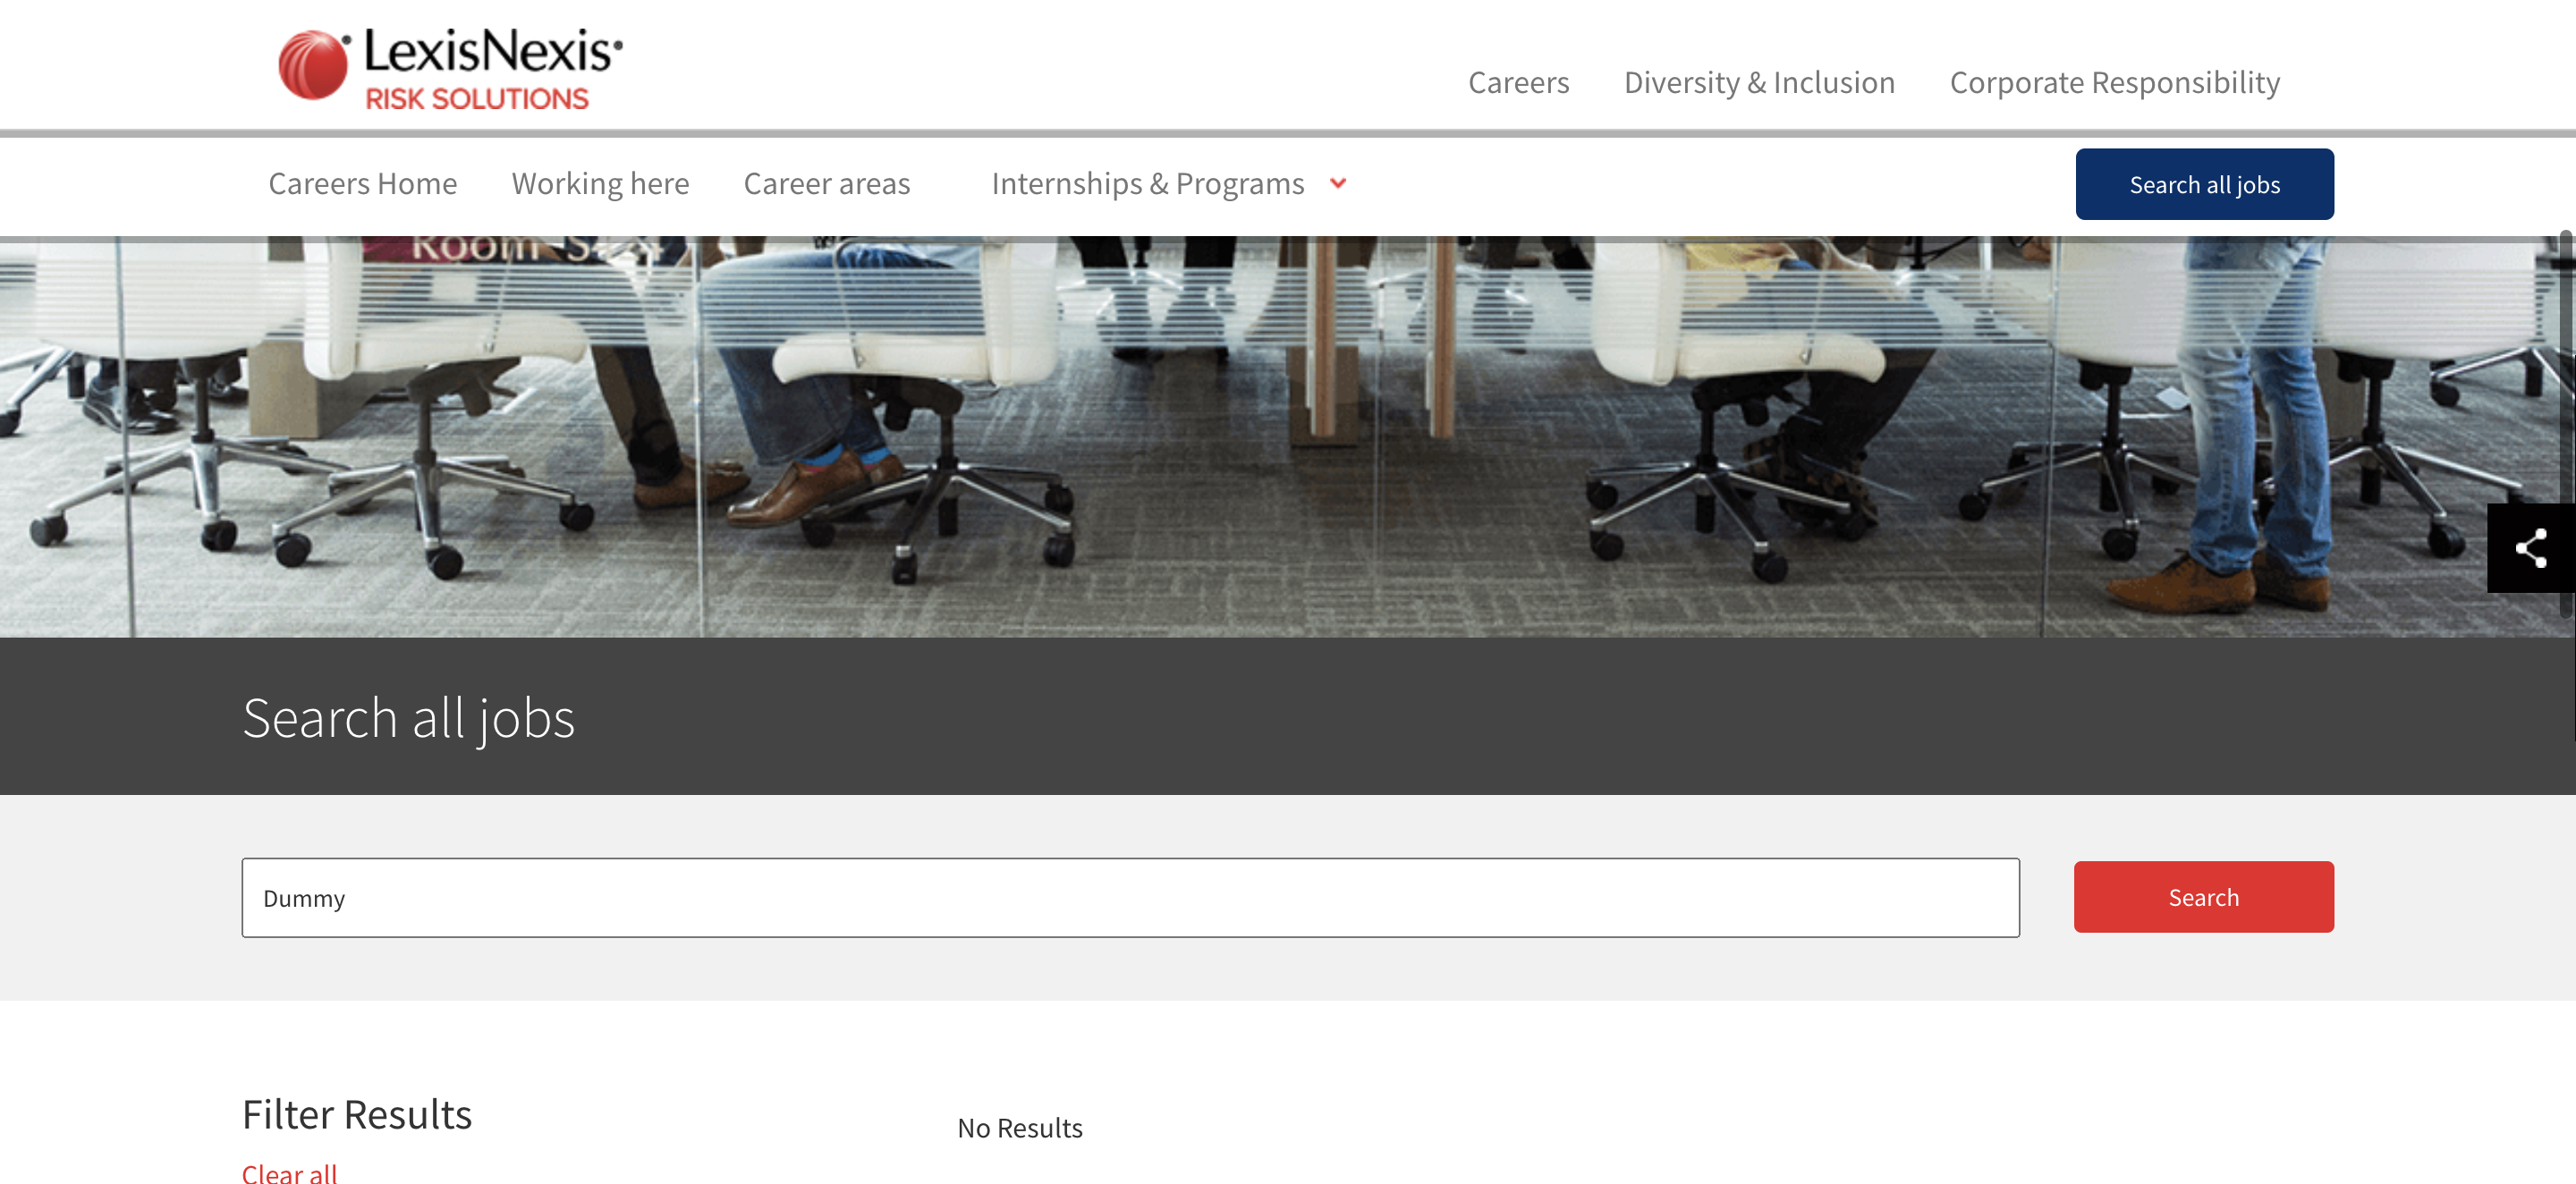 LexisNexis®
RISK SOLUTIONS
Careers Diversity & Inclusion Corporate Responsibility
Careers Home Working here Career areas Internships & Programs Search all jobs
Room
Search all jobs
Dummy Search
Filter Results
No Results
Clear all